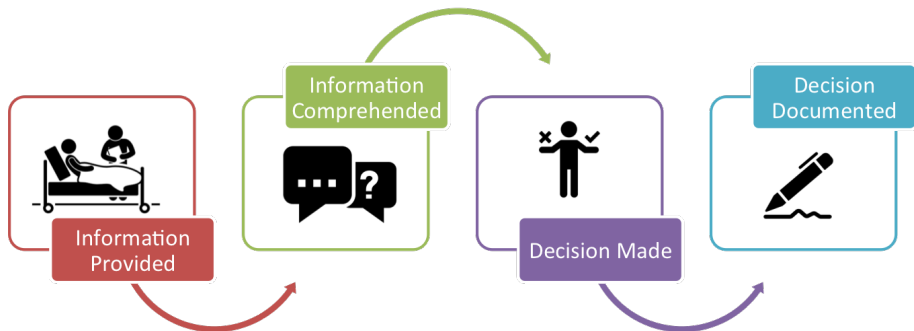 Information
Provided
Information
Comprehended
...
?
Decision Made
Decision
Documented